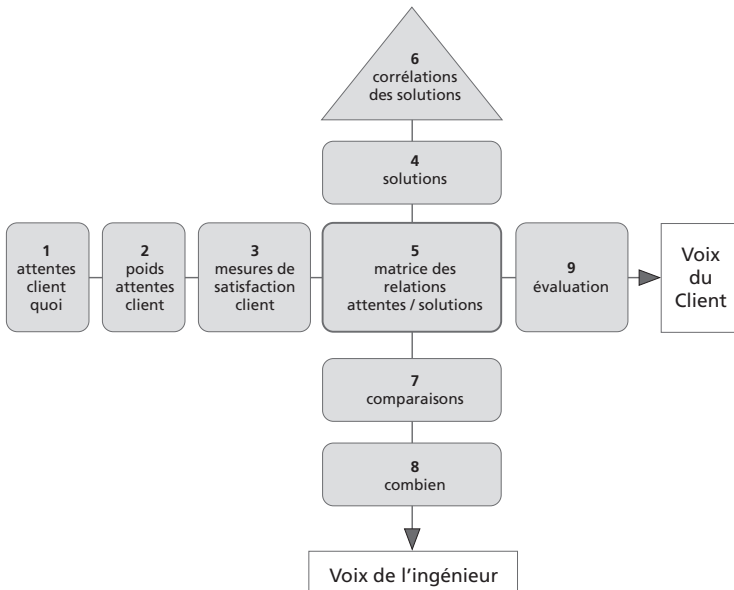 6
corrélations
des solutions
4
solutions
1
attentes
client
quoi
2
poids
attentes
client
3
mesures de
satisfaction
client
5
matrice des
relations
attentes / solutions
9
évaluation
Voix
du
Client
7
comparaisons
8
combien
Voix de l’ingénieur